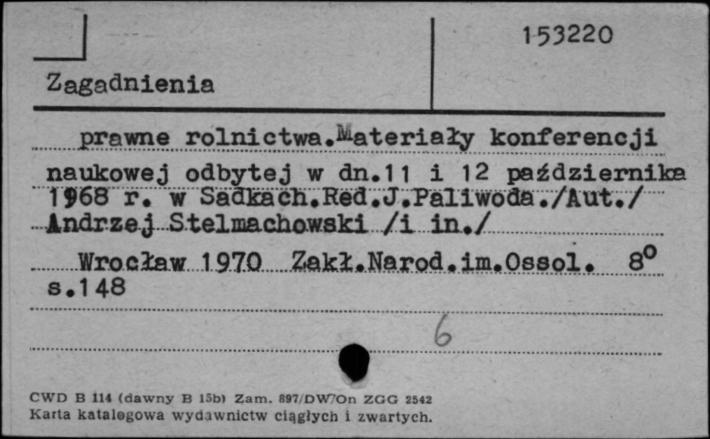 153220
Zagadnienia
prawne rolnictwa.Materiały konferencji
naukowej odbytej w dn.11 i 12 października
1968 r. w Sadkach.Red.J.Paliwoda./Aut./
Andrzej Stelmachowski /i in./
Wrocław 1970 Zakł.Narod.im.Ossol. 8°
s.148
6
CWD B 114 (dawny B 15b) Zam. 897/DW/On ZGG 2542
Karta katalogowa wydawnictw ciągłych i zwartych.